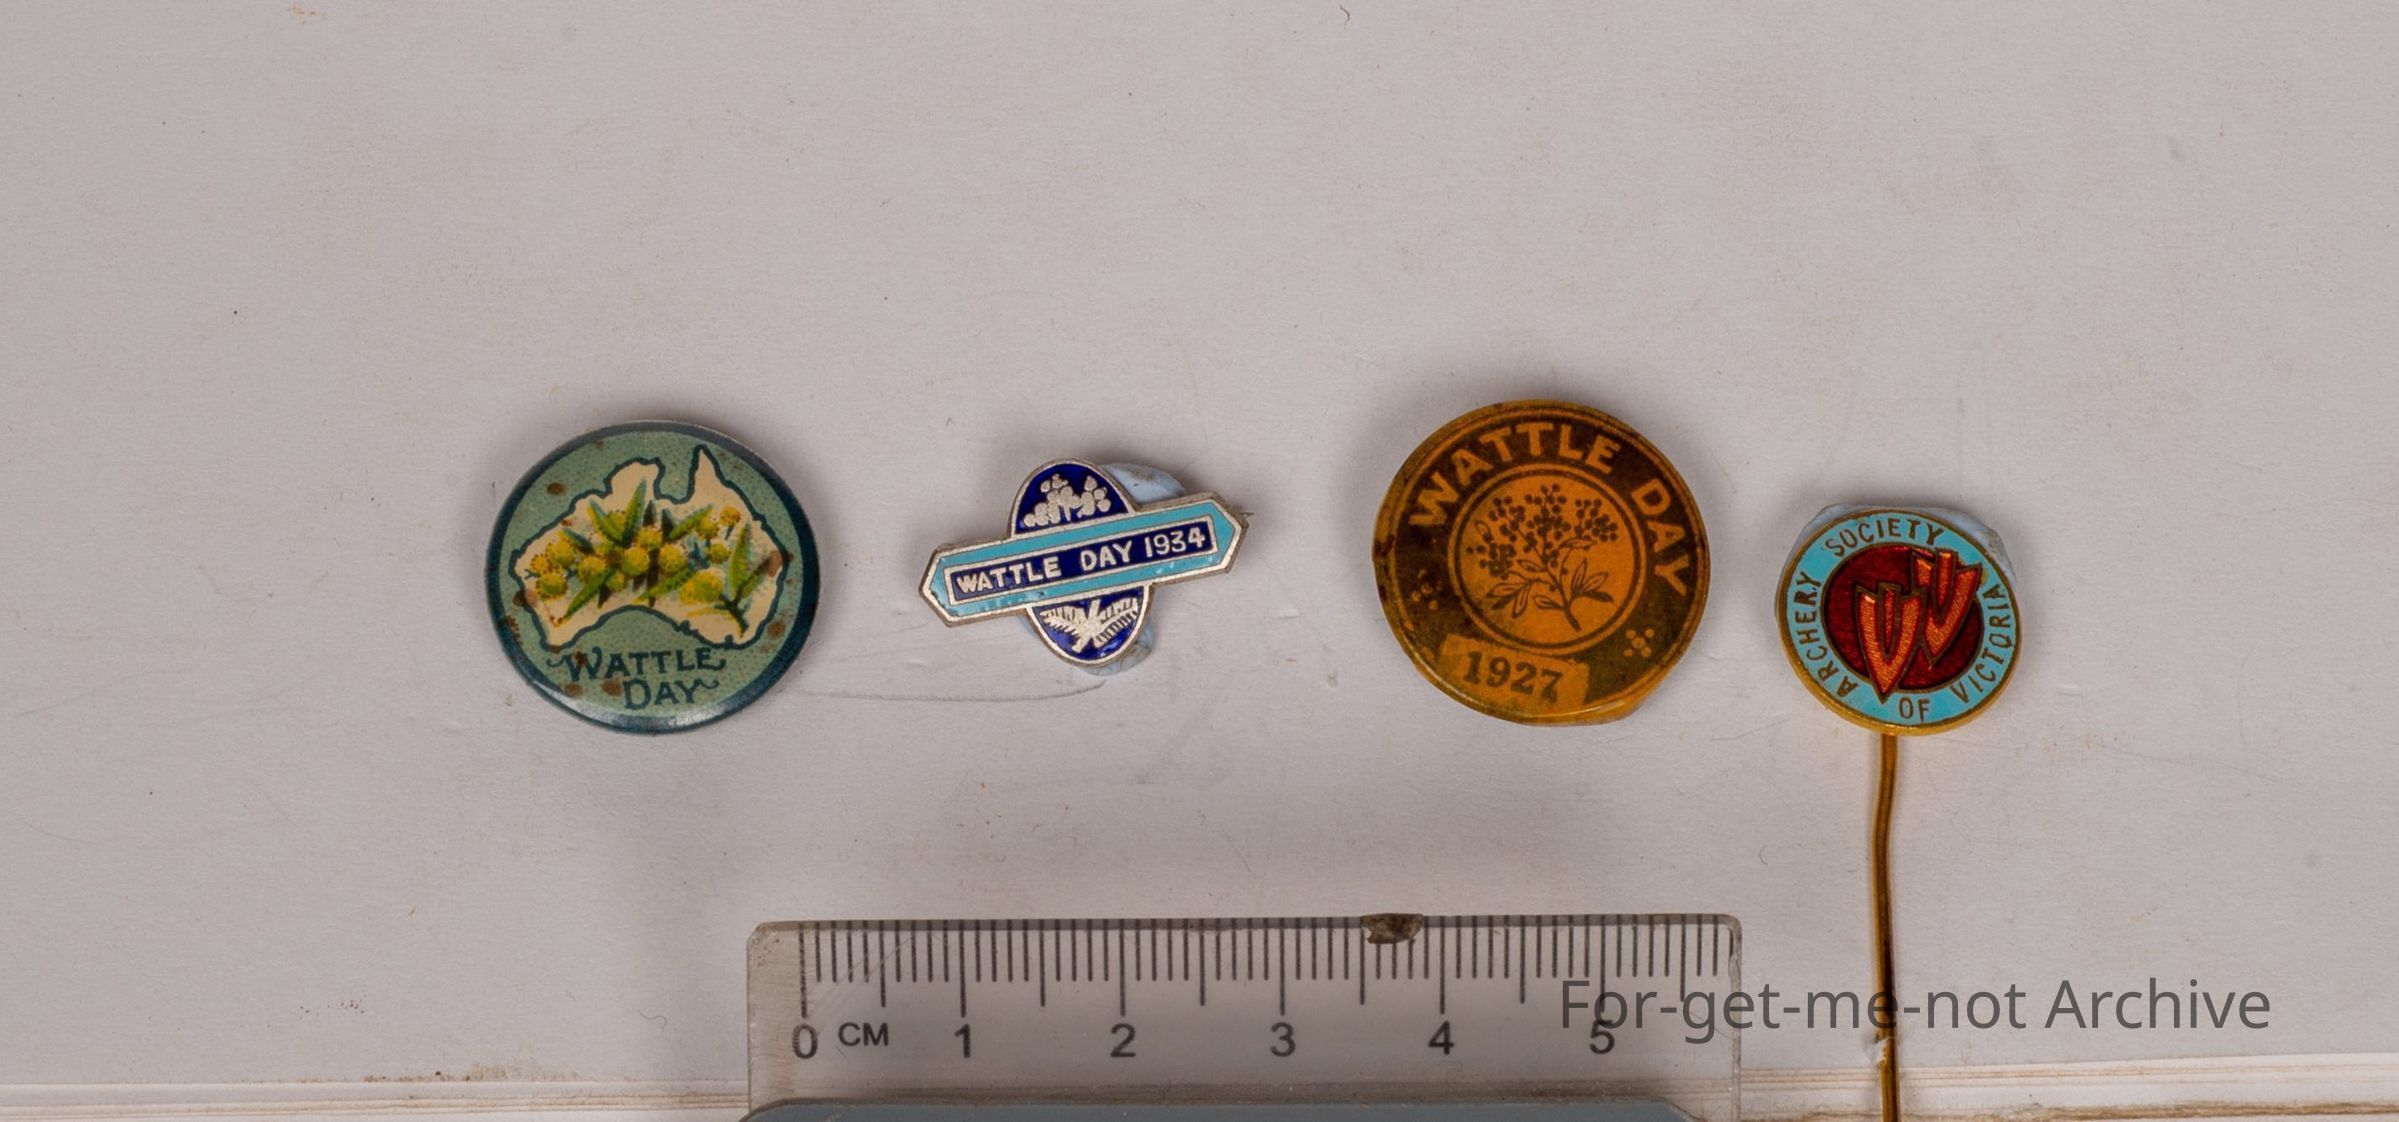 WATTLE
DAY
WATTLE DAY 1934
WATTLE DAY
1927
ARCHERY SOCIETY OF VICTORIA
0 CM 1 2 3 4 5
For-get-me-not Archive